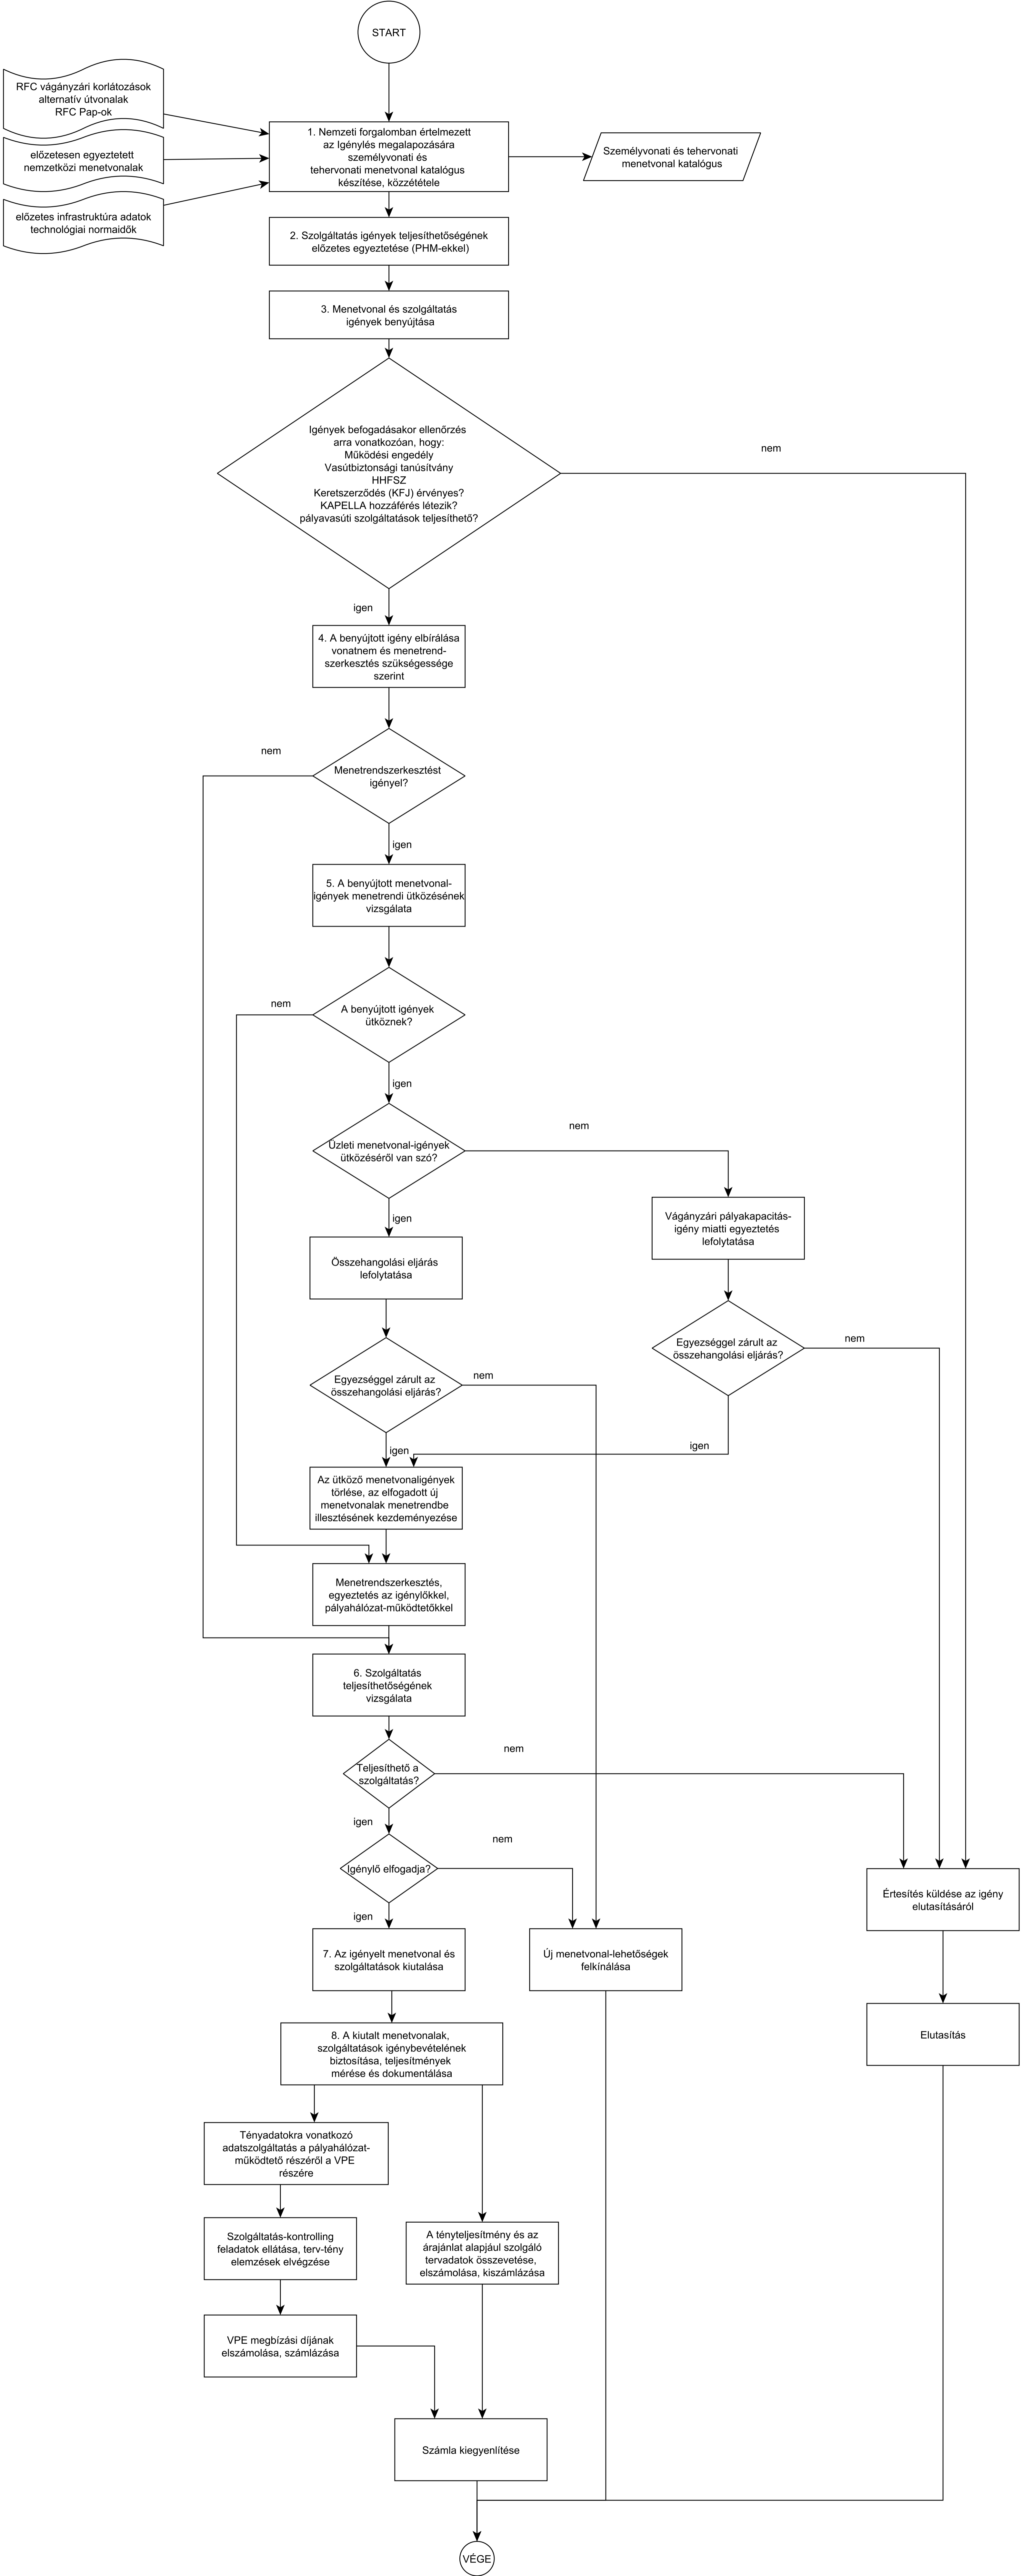 START
RFC vágányzári korlátozások
alternatív útvonalak
RFC Pap-ok
előzetesen egyeztetett
nemzetközi menetvonalak
előzetes infrastruktúra adatok
technológiai normaidők
1. Nemzeti forgalomban értelmezett
az Igénylés megalapozására
személyvonati és
tehervonati menetvonal katalógus
készítése, közzététele
Személyvonati és tehervonati
menetvonal katalógus
2. Szolgáltatás igények teljesíthetőségének
előzetes egyeztetése (PHM-ekkel)
3. Menetvonal és szolgáltatás
igények benyújtása
Igények befogadásakor ellenőrzés
arra vonatkozóan, hogy:
Működési engedély
Vasútbiztonsági tanúsítvány
HHFSZ
Keretszerződés (KFJ) érvényes?
KAPELLA hozzáférés létezik?
pályavasúti szolgáltatások teljesíthető?
nem
igen
4. A benyújtott igény elbírálása
vonatnem és menetrend-
szerkesztés szükségessége
szerint
nem
Menetrendszerkesztést
igényel?
igen
5. A benyújtott menetvonal-
igények menetrendi ütközésének
vizsgálata
nem
A benyújtott igények
ütköznek?
igen
Üzleti menetvonal-igények
ütközéséről van szó?
nem
igen
Vágányzári pályakapacitás-
igény miatti egyeztetés
lefolytatása
Összehangolási eljárás
lefolytatása
Egyezséggel zárult az
összehangolási eljárás?
nem
Egyezséggel zárult az
összehangolási eljárás?
nem
igen
igen
Az ütköző menetvonaligények
törlése, az elfogadott új
menetvonalak menetrendbe
illesztésének kezdeményezése
Menetrendszerkesztés,
egyeztetés az igénylőkkel,
pályahálózat-működtetőkkel
6. Szolgáltatás
teljesíthetőségének
vizsgálata
Teljesíthető a
szolgáltatás?
nem
igen
Igénylő elfogadja?
nem
igen
Értesítés küldése az igény
elutasításáról
7. Az igényelt menetvonal és
szolgáltatások kiutalása
Új menetvonal-lehetőségek
felkínálása
Elutasítás
8. A kiutalt menetvonalak,
szolgáltatások igénybevételének
biztosítása, teljesítmények
mérése és dokumentálása
Tényadatokra vonatkozó
adatszolgáltatás a pályahálózat-
működtető részéről a VPE
részére
Szolgáltatás-kontrolling
feladatok ellátása, terv-tény
elemzések elvégzése
A tényteljesítmény és az
árajánlat alapjául szolgáló
tervadatok összevetése,
elszámolása, kiszámlázása
VPE megbízási díjának
elszámolása, számlázása
Számla kiegyenlítése
VÉGE